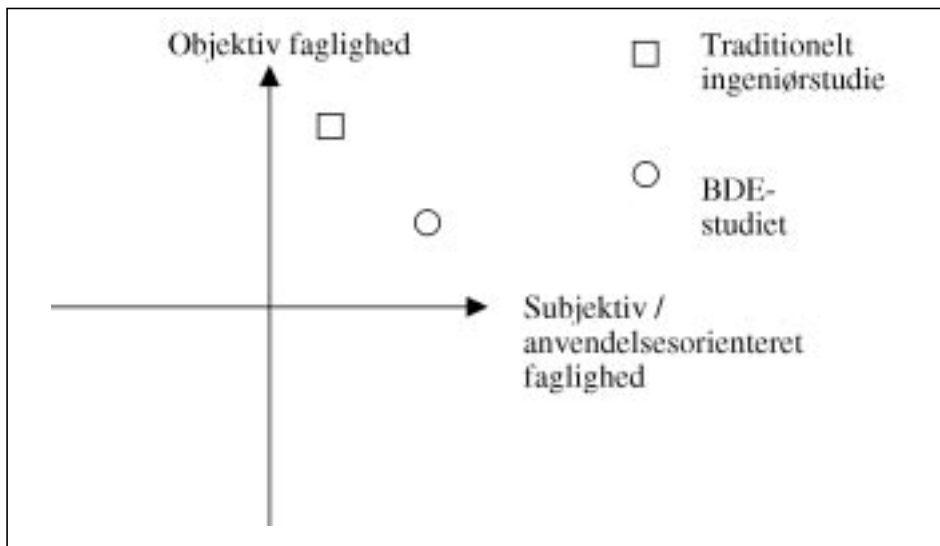 Objektiv faglighed
Traditionelt
ingeniørstudie
BDE-
studiet
Subjektiv /
anvendelsesorienteret
faglighed